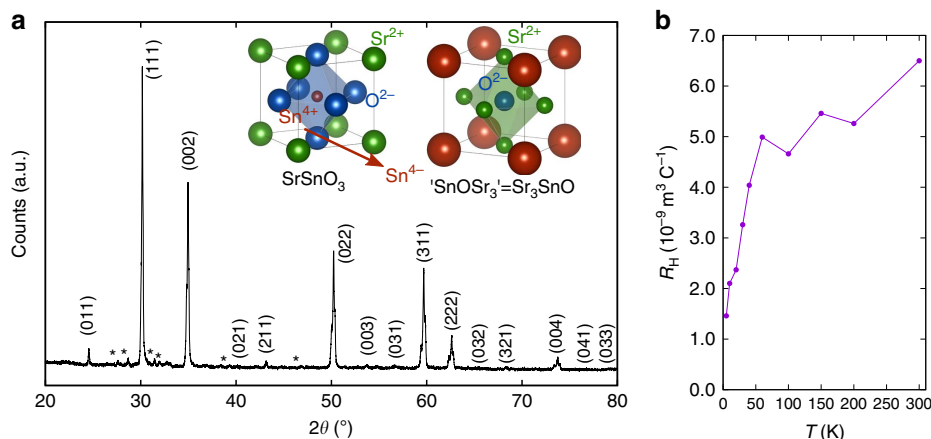 a
b
Counts (a.u.)
2θ (°)
20 30 40 50 60 70 80
(011)
* * * * * *
(111)
(002)
(021)
(211)
(022)
(003)
(031)
(311)
(222)
(032)
(321)
(004)
(041)
(033)
Sr2+
O2−
Sn4+
Sn4−
SrSnO3
Sr2+
O2−
'SnOSr3'=Sr3SnO
RH (10−9 m3 C−1)
7.0
6.0
5.0
4.0
3.0
2.0
1.0
0.0
0 50 100 150 200 250 300
T (K)